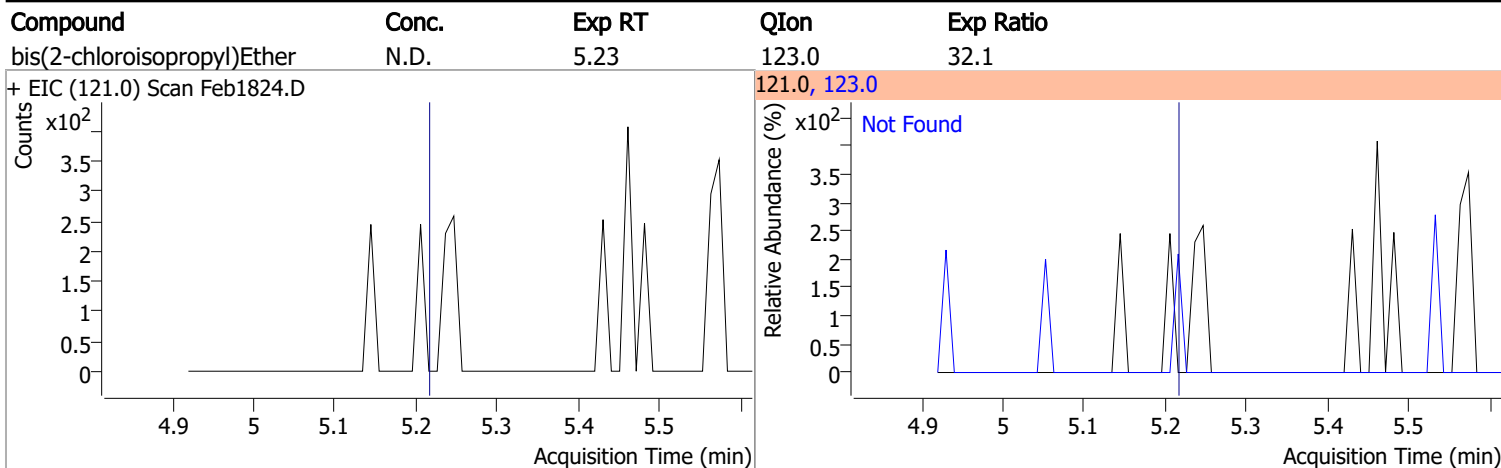 Compound Conc. Exp RT QIon Exp Ratio
bis(2-chloroisopropyl)Ether N.D. 5.23 123.0 32.1
+ EIC (121.0) Scan Feb1824.D
Counts
x10²
3.5
3
2.5
2
1.5
1
0.5
0
4.9 5 5.1 5.2 5.3 5.4 5.5
Acquisition Time (min)
121.0, 123.0
Relative Abundance (%)
x10²
Not Found
3.5
3
2.5
2
1.5
1
0.5
0
4.9 5 5.1 5.2 5.3 5.4 5.5
Acquisition Time (min)